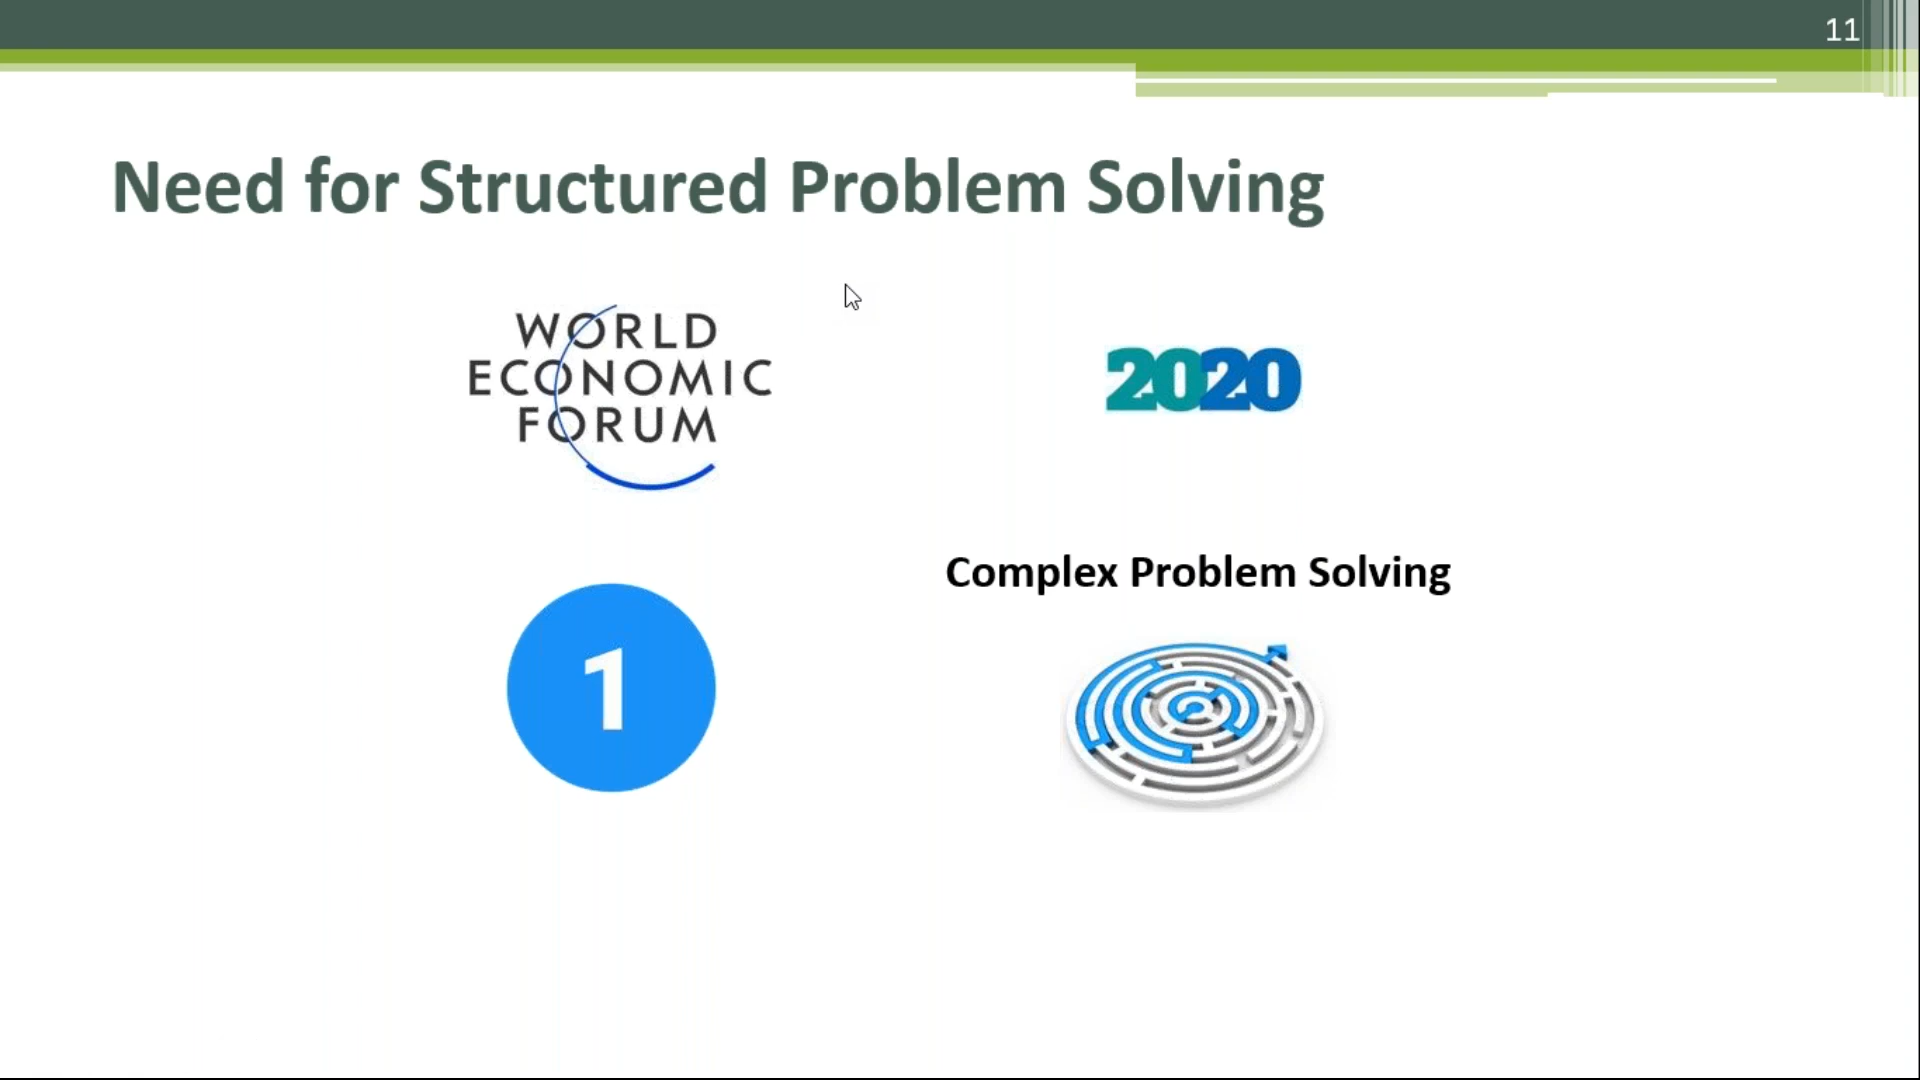 11
Need for Structured Problem Solving
WORLD
ECONOMIC
FORUM
2020
Complex Problem Solving
1